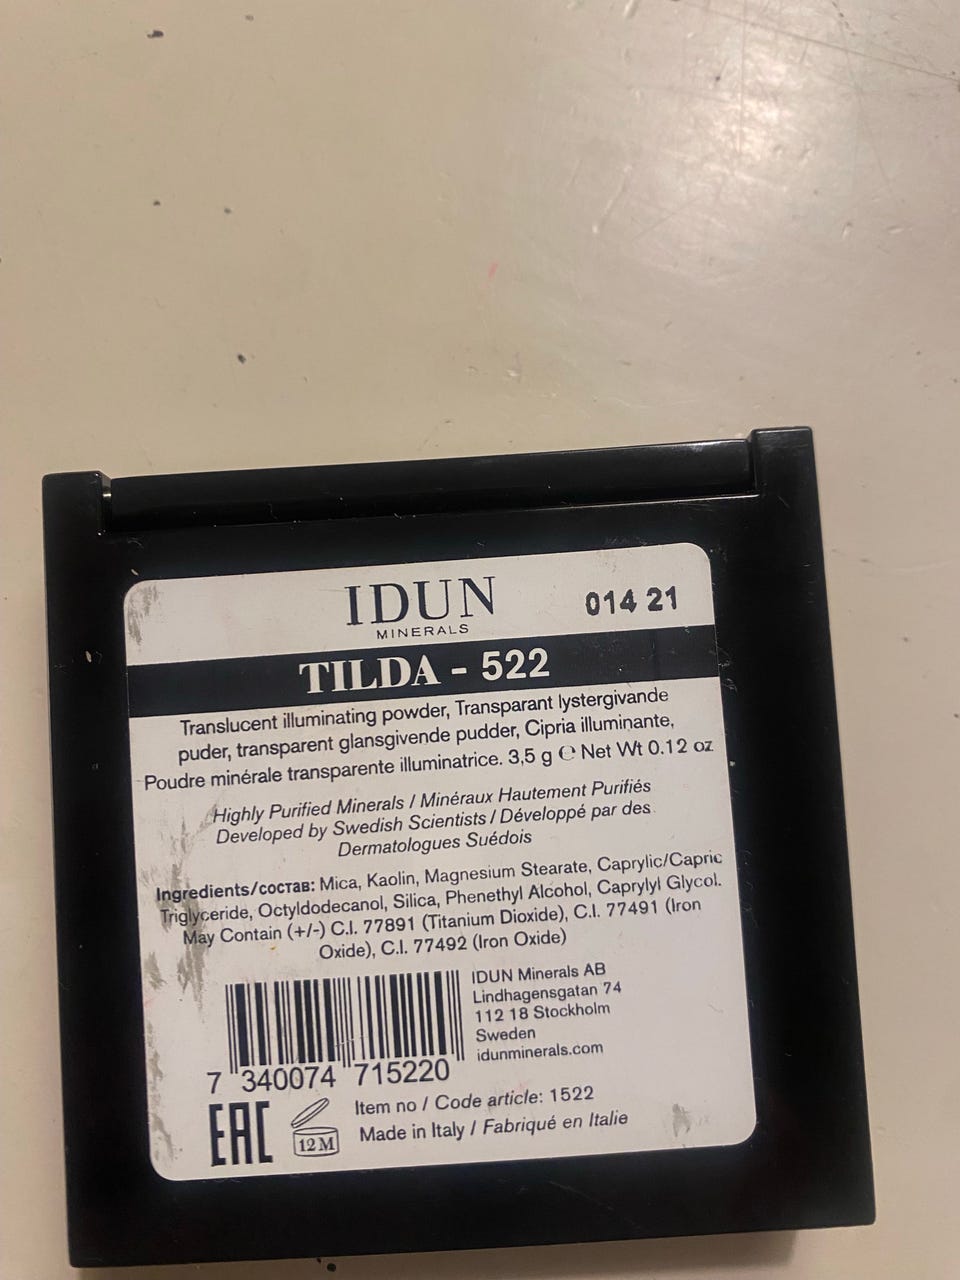 IDUN
MINERALS
014 21
TILDA - 522
Translucent illuminating powder, Transparant lystergivande
puder, transparent glansgivende pudder, Cipria illuminante,
Poudre minérale transparente illuminatrice. 3,5 g ℮ Net Wt 0.12 oz
Highly Purified Minerals / Minéraux Hautement Purifiés
Developed by Swedish Scientists / Développé par des
Dermatologues Suédois
Ingredients/состав: Mica, Kaolin, Magnesium Stearate, Caprylic/Capric
Triglyceride, Octyldodecanol, Silica, Phenethyl Alcohol, Caprylyl Glycol.
May Contain (+/-) C.I. 77891 (Titanium Dioxide), C.I. 77491 (Iron
Oxide), C.I. 77492 (Iron Oxide)
IDUN Minerals AB
Lindhagensgatan 74
112 18 Stockholm
Sweden
idunminerals.com
7 340074 715220
EAC
12 M
Item no / Code article: 1522
Made in Italy / Fabriqué en Italie